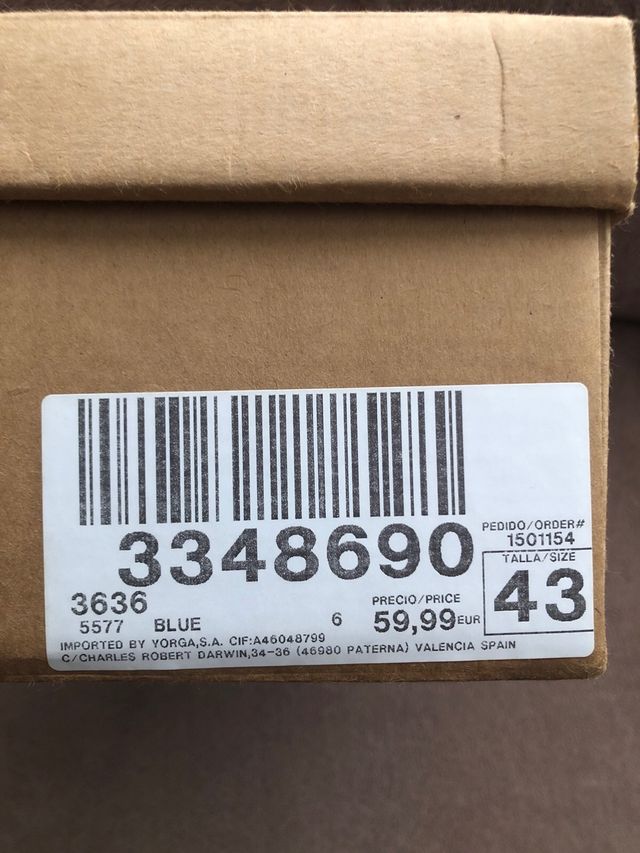 3348690
PEDIDO/ORDER#
1501154
TALLA/SIZE
43
3636
5577 BLUE 6
PRECIO/PRICE
59,99EUR
IMPORTED BY YORGA,S.A. CIF:A46048799
C/CHARLES ROBERT DARWIN,34-36 (46980 PATERNA) VALENCIA SPAIN